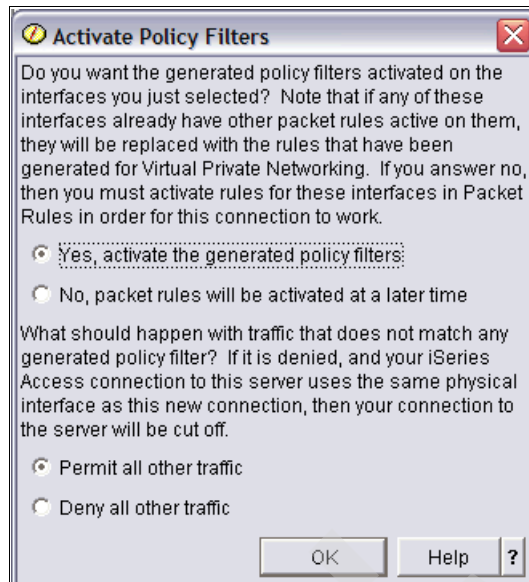 Activate Policy Filters
Do you want the generated policy filters activated on the
interfaces you just selected? Note that if any of these
interfaces already have other packet rules active on them,
they will be replaced with the rules that have been
generated for Virtual Private Networking. If you answer no,
then you must activate rules for these interfaces in Packet
Rules in order for this connection to work.
Yes, activate the generated policy filters
No, packet rules will be activated at a later time
What should happen with traffic that does not match any
generated policy filter? If it is denied, and your iSeries
Access connection to this server uses the same physical
interface as this new connection, then your connection to
the server will be cut off.
Permit all other traffic
Deny all other traffic
OK Help ?